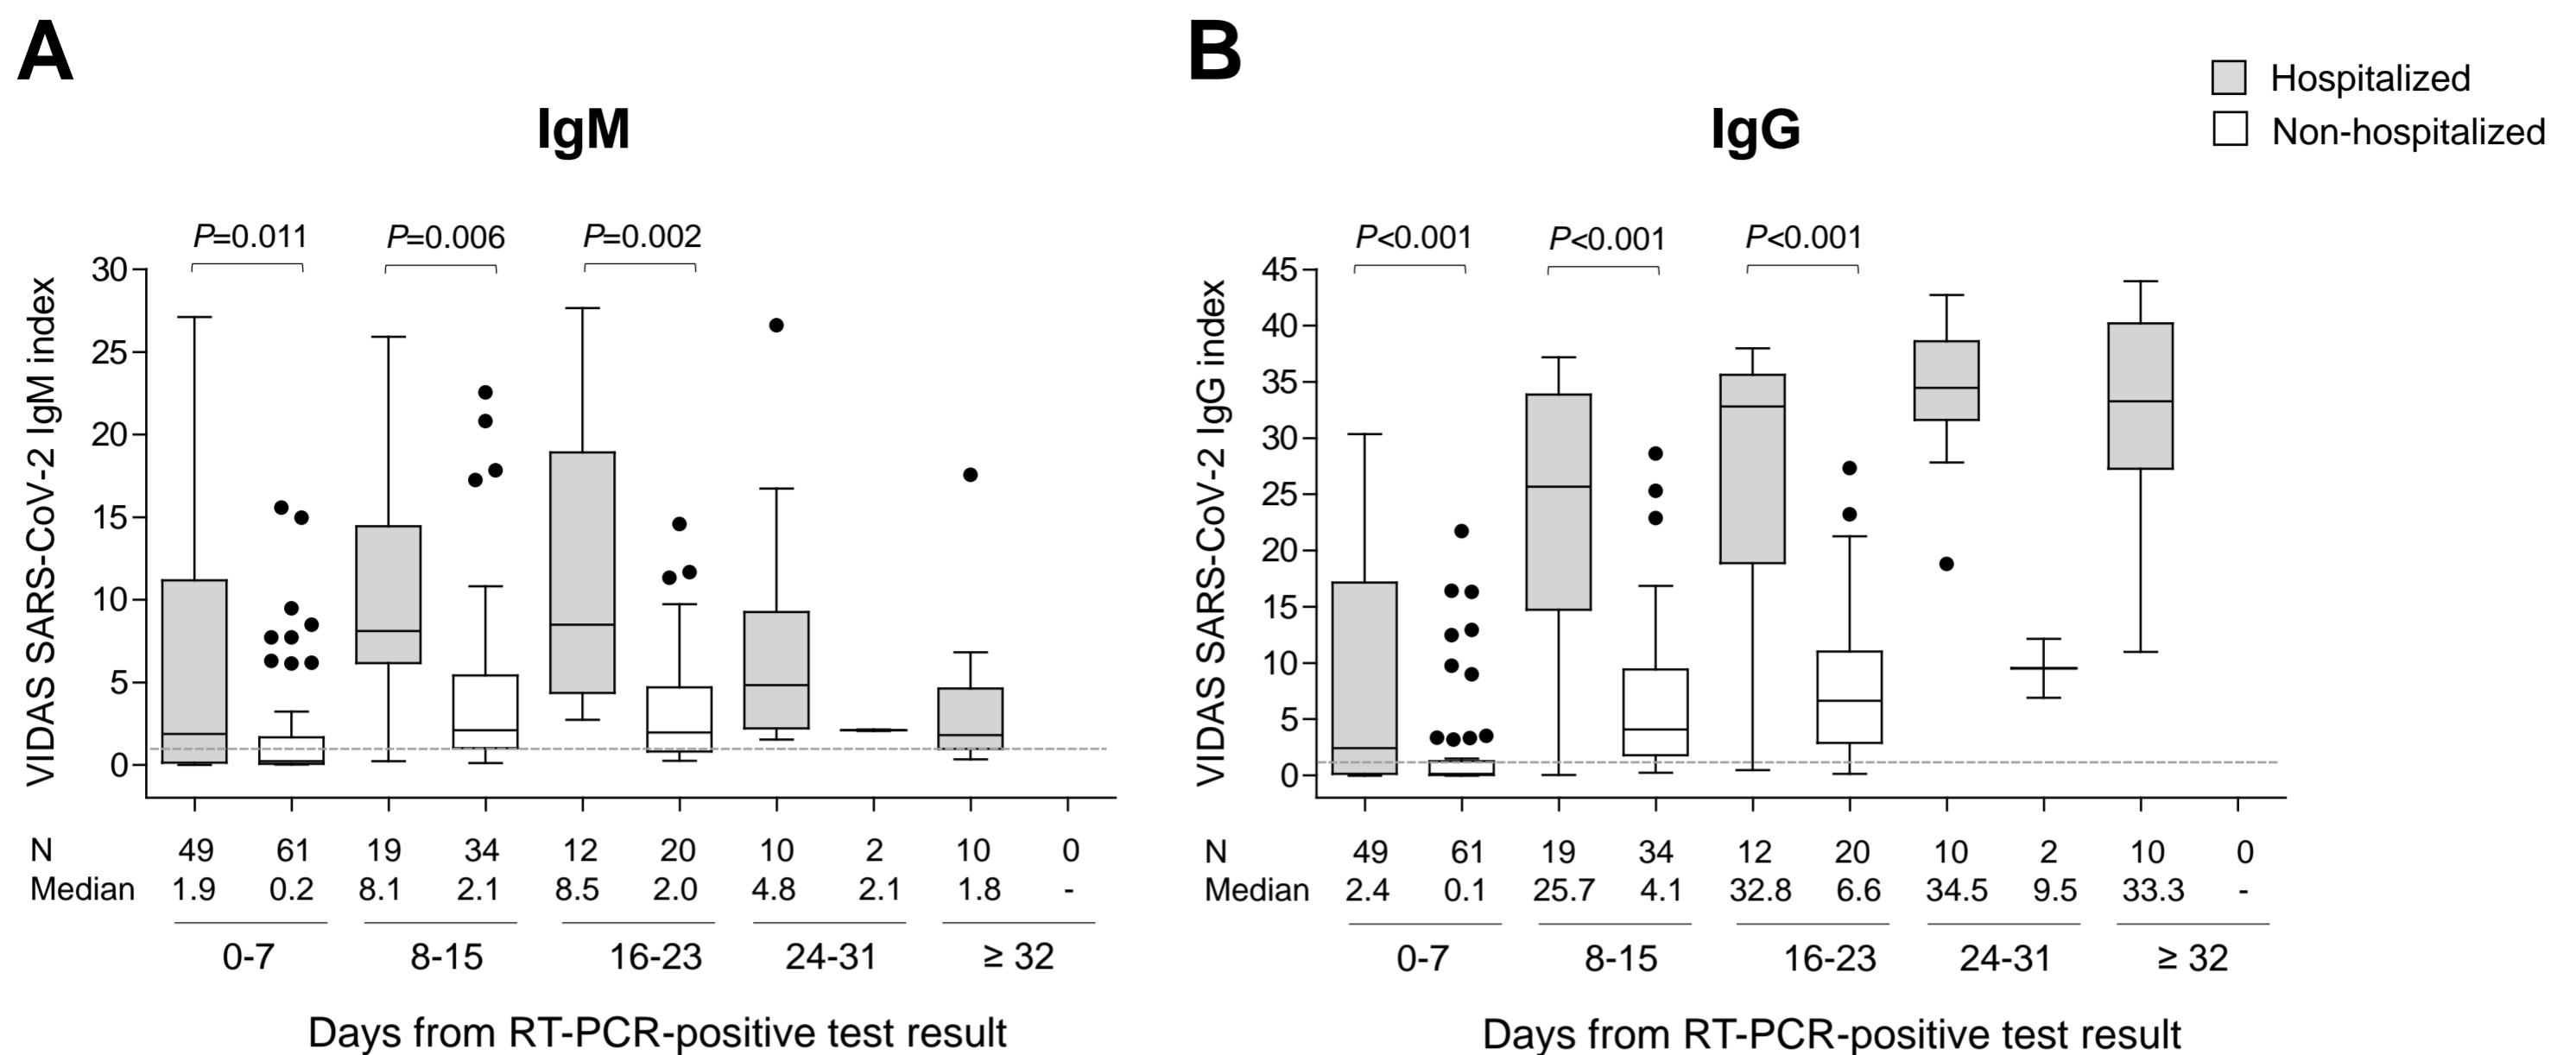 A
B
Hospitalized
Non-hospitalized
IgM
IgG
P=0.011
P=0.006
P=0.002
VIDAS SARS-CoV-2 IgM index
30
25
20
15
10
5
0
N 49 61 19 34 12 20 10 2 10 0
Median 1.9 0.2 8.1 2.1 8.5 2.0 4.8 2.1 1.8 -
0-7 8-15 16-23 24-31 ≥ 32
Days from RT-PCR-positive test result
P<0.001
P<0.001
P<0.001
VIDAS SARS-CoV-2 IgG index
45
40
35
30
25
20
15
10
5
0
N 49 61 19 34 12 20 10 2 10 0
Median 2.4 0.1 25.7 4.1 32.8 6.6 34.5 9.5 33.3 -
0-7 8-15 16-23 24-31 ≥ 32
Days from RT-PCR-positive test result